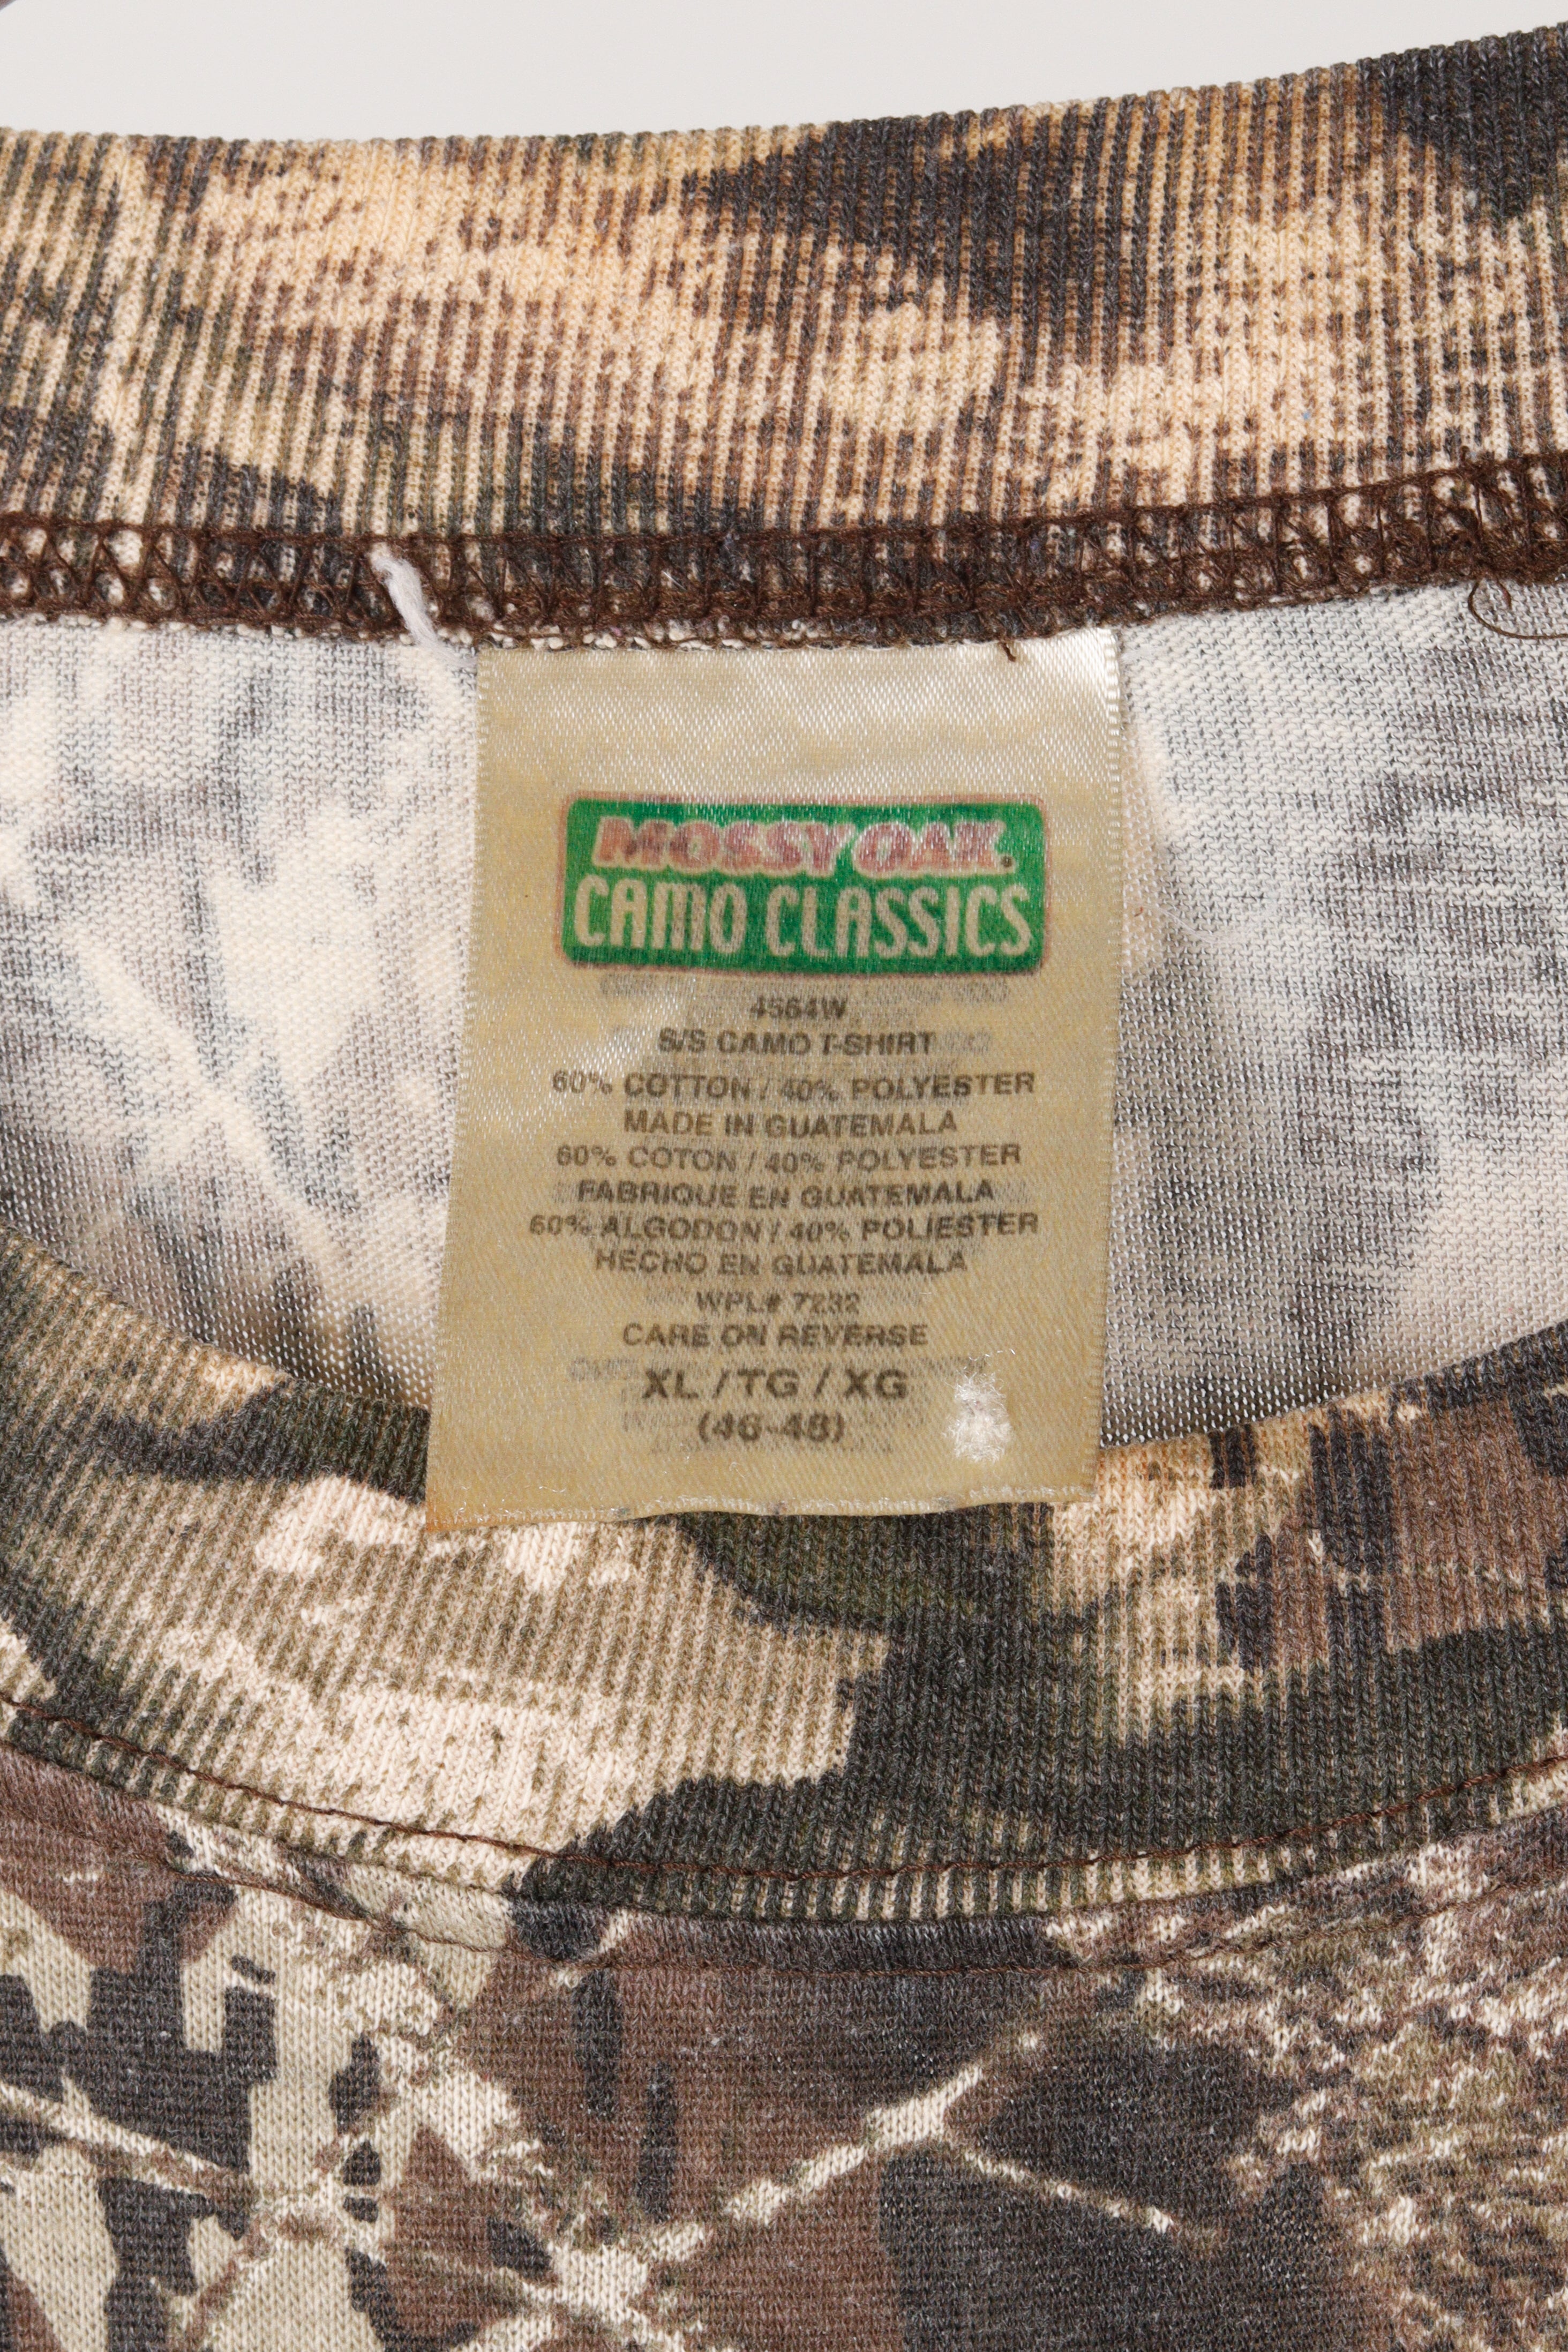 MOSSY OAK.
CAMO CLASSICS
4564W
S/S CAMO T-SHIRT
60% COTTON / 40% POLYESTER
MADE IN GUATEMALA
60% COTON / 40% POLYESTER
FABRIQUE EN GUATEMALA
60% ALGODON / 40% POLIESTER
HECHO EN GUATEMALA
WPL# 7232
CARE ON REVERSE
XL / TG / XG
(46-48)